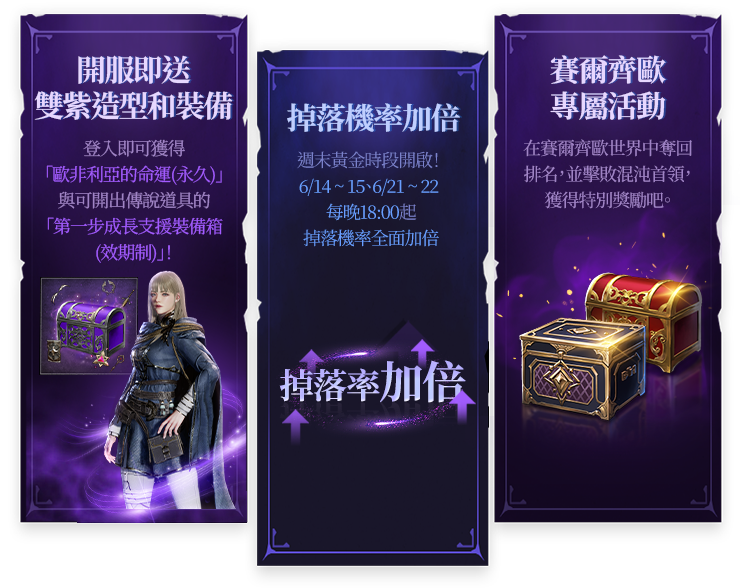 開服即送
雙紫造型和裝備
登入即可獲得
「歐非利亞的命運(永久)」
與可開出傳說道具的
「第一步成長支援裝備箱
(效期制)」!
掉落機率加倍
週末黃金時段開啟!
6/14 ~ 15、6/21 ~ 22
每晚18:00起
掉落機率全面加倍
掉落率加倍
賽爾齊歐
專屬活動
在賽爾齊歐世界中奪回
排名，並擊敗混沌首領，
獲得特別獎勵吧。